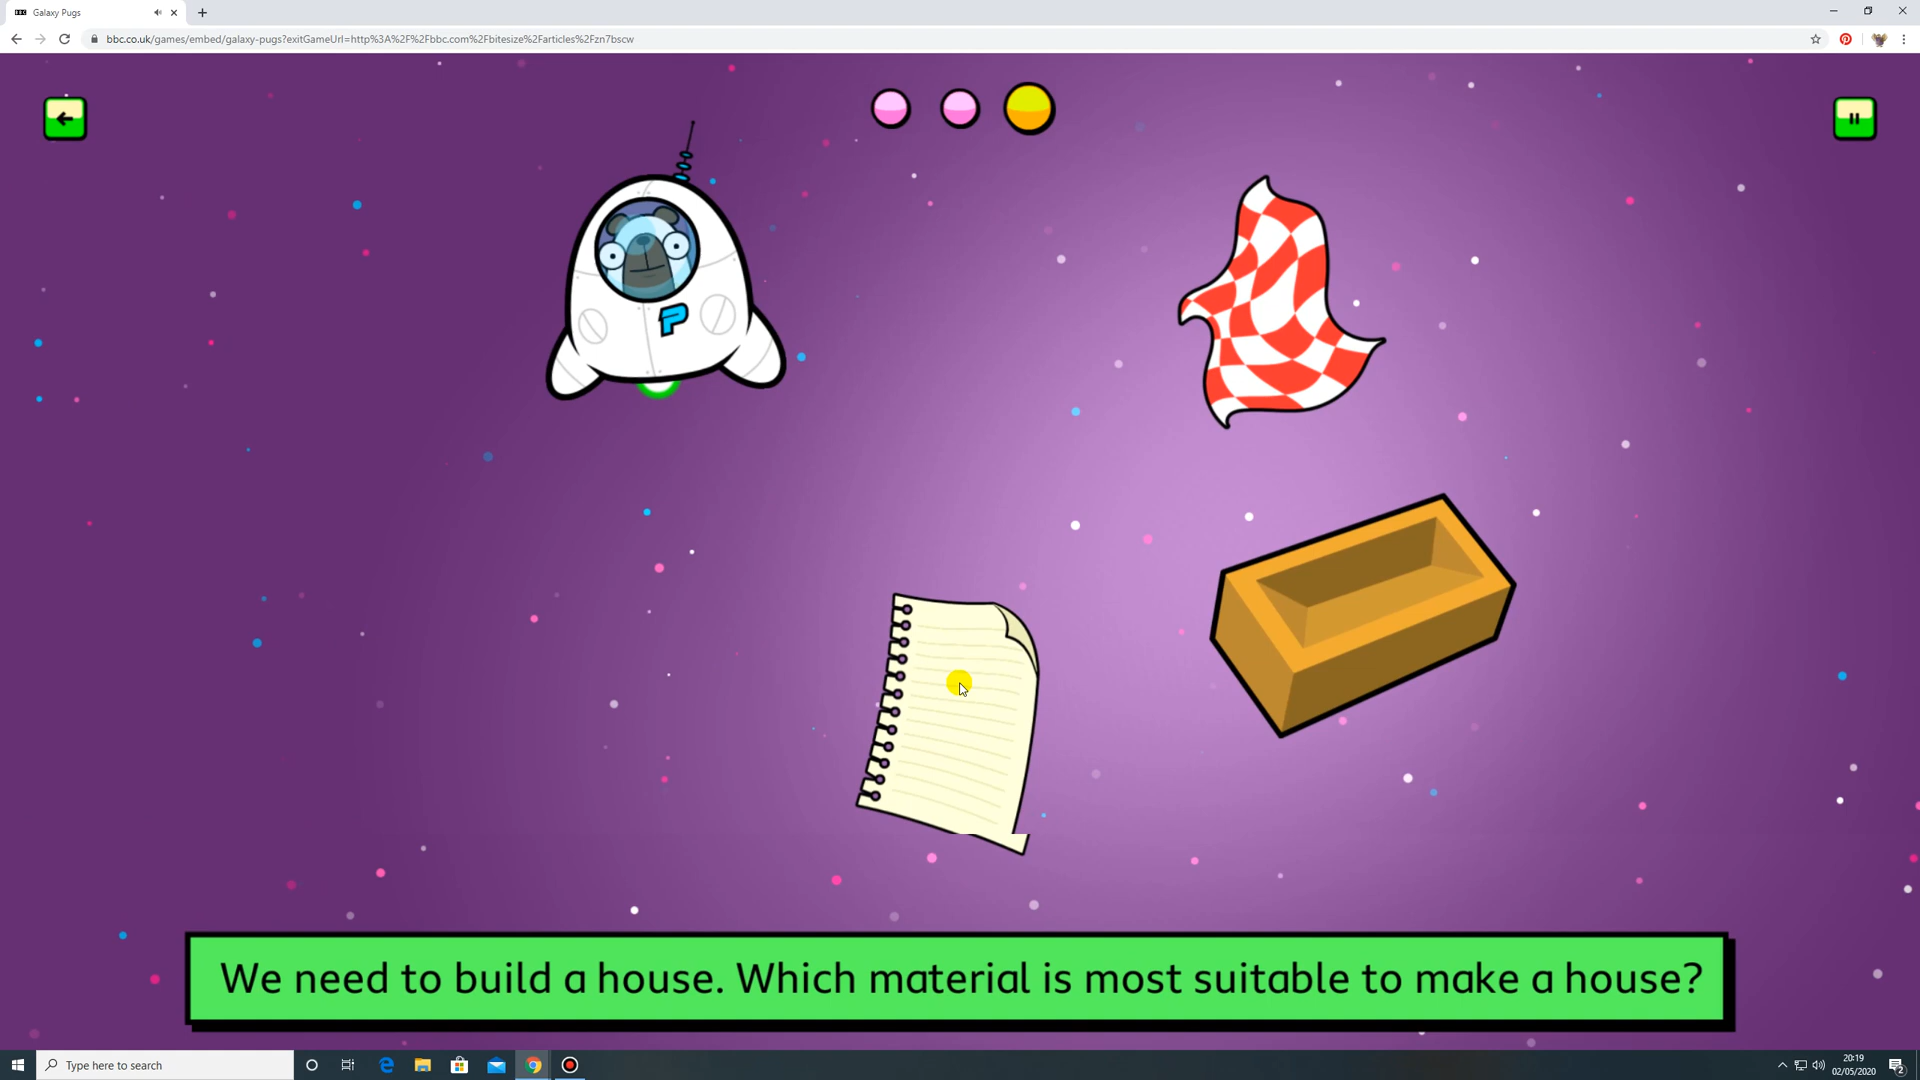 Galaxy Pugs
bbc.co.uk/games/embed/galaxy-pugs?exitGameUrl=http%3A%2F%2Fbbc.com%2Fbitesize%2Farticles%2Fzn7bscw
P
We need to build a house. Which material is most suitable to make a house?
Type here to search
20:19
02/05/2020
2